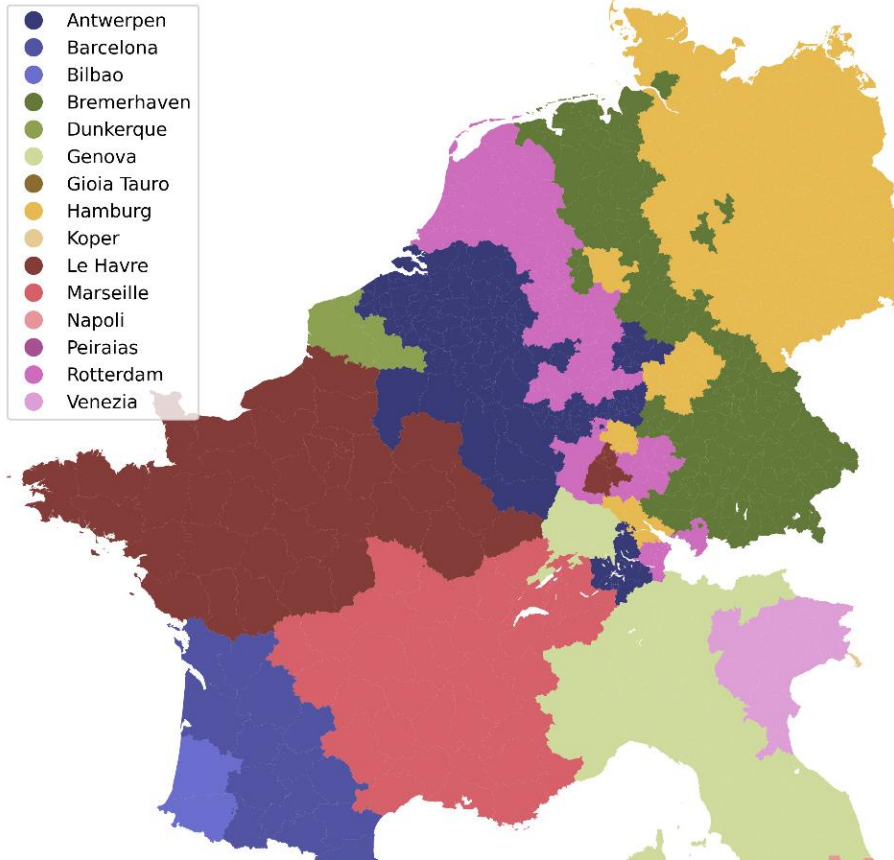 Antwerpen
Barcelona
Bilbao
Bremerhaven
Dunkerque
Genova
Gioia Tauro
Hamburg
Koper
Le Havre
Marseille
Napoli
Peiraias
Rotterdam
Venezia